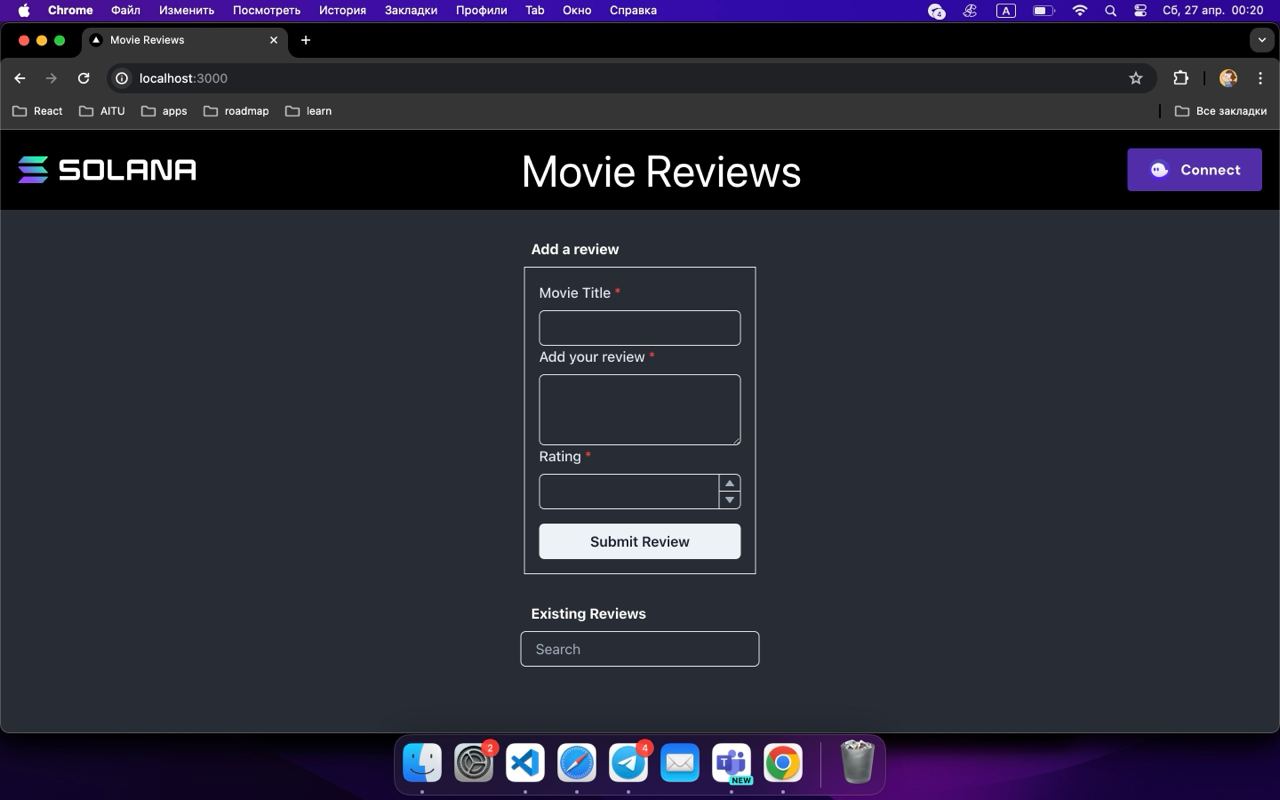 Chrome Файл Изменить Посмотреть История Закладки Профили Tab Окно Справка A Сб, 27 апр. 00:20
Movie Reviews
localhost:3000
React AITU apps roadmap learn Все закладки
SOLANA Movie Reviews Connect
Add a review
Movie Title *
Add your review *
Rating *
Submit Review
Existing Reviews
Search
2 4
NEW